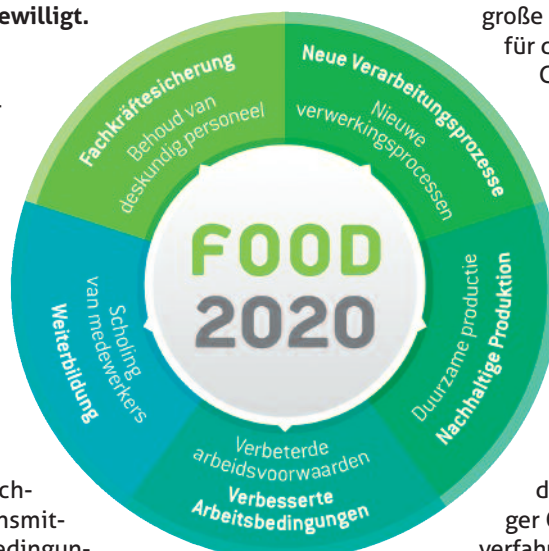 ewilligt.
große
für d
Fachkräftesicherung
Behoud van
deskundig personeel
Neue Verarbeitungsprozesse
Nieuwe
verwerkingsprocessen
FOOD
2020
Duurzame productie
Nachhaltige Produktion
Scholing
van medewerkers
Weiterbildung
Verbeterde
arbeidsvoorwaarden
Verbesserte
Arbeitsbedingungen
ch-
nsmit-
edingun-
d
ger
verfahr